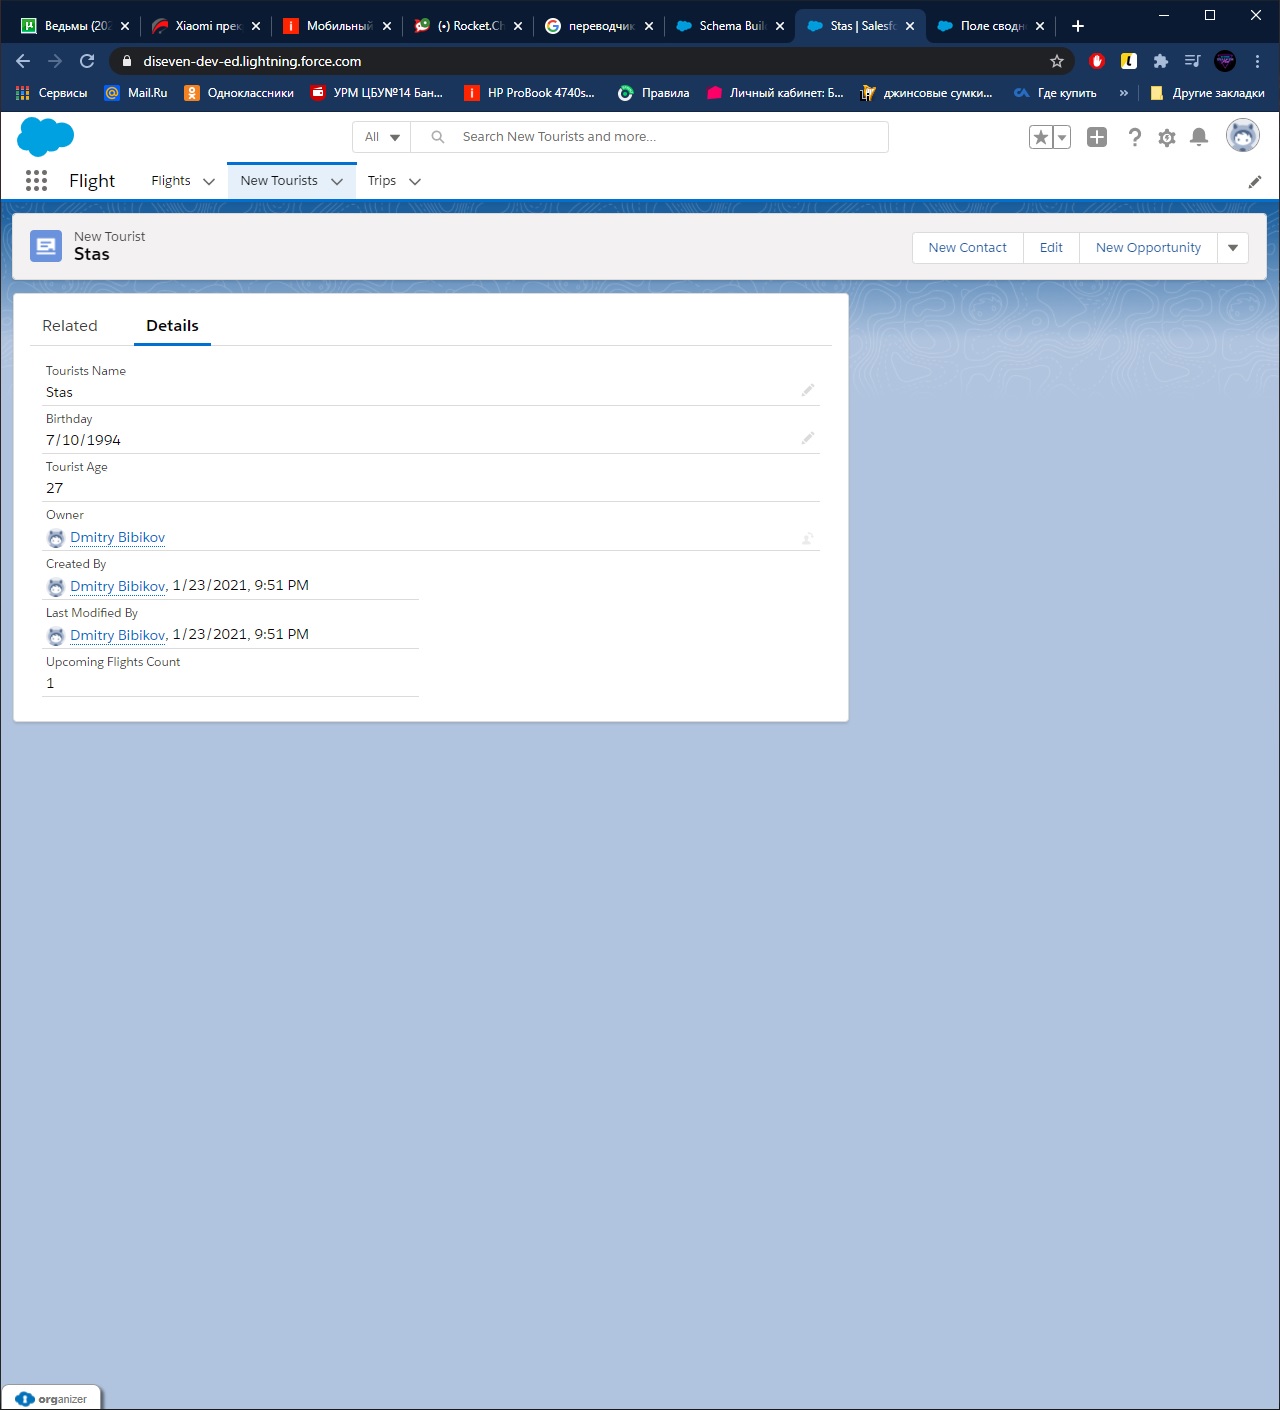 Ведьмы (202
Xiaomi прек
Мобильный
(•) Rocket.Ch
переводчик
Schema Buil
Stas | Salesfo
Поле сводн
diseven-dev-ed.lightning.force.com
Сервисы
Mail.Ru
Одноклассники
УРМ ЦБУ№14 Бан...
HP ProBook 4740s...
Правила
Личный кабинет: Б...
джинсовые сумки...
Где купить
»
Другие закладки
All
Search New Tourists and more...
Flight
Flights
New Tourists
Trips
New Tourist
Stas
New Contact
Edit
New Opportunity
Related
Details
Tourists Name
Stas
Birthday
7/10/1994
Tourist Age
27
Owner
Dmitry Bibikov
Created By
Dmitry Bibikov, 1/23/2021, 9:51 PM
Last Modified By
Dmitry Bibikov, 1/23/2021, 9:51 PM
Upcoming Flights Count
1
organizer